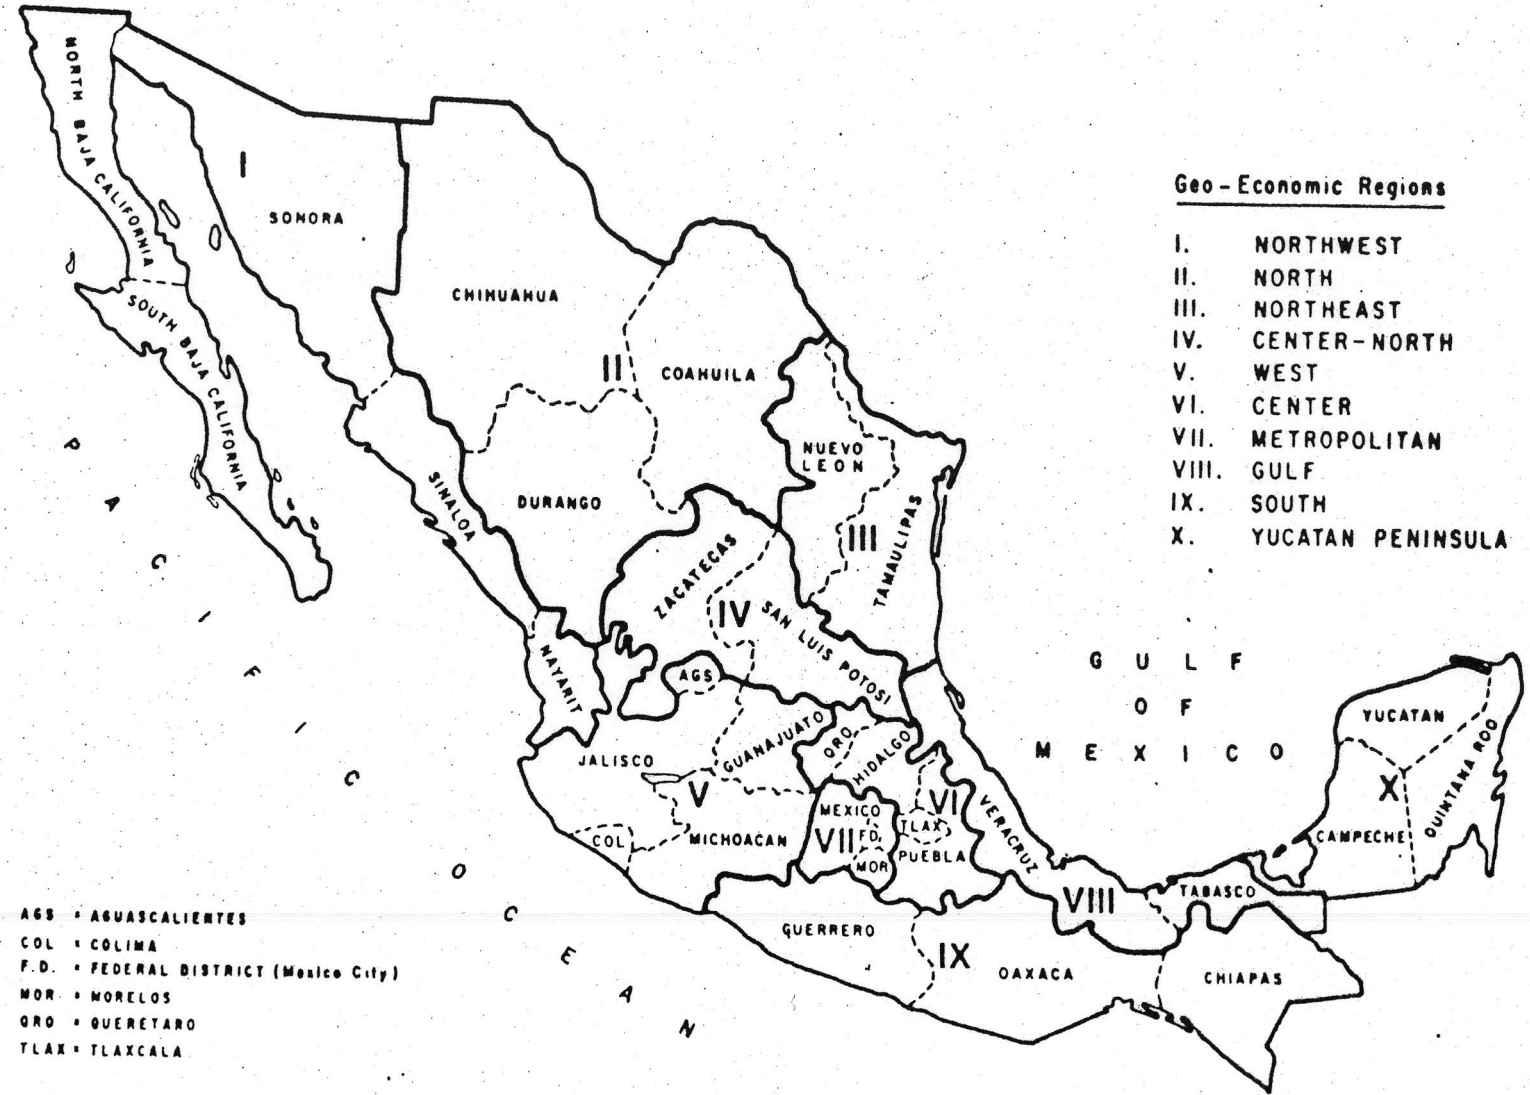 NORTH BAJA CALIFORNIA
I
SONORA
SOUTH BAJA CALIFORNIA
CHIHUAHUA
II
COAHUILA
NUEVO
LEON
DURANGO
SINALOA
III
TAMAULIPAS
ZACATECAS
IV
SAN LUIS POTOSI
NAYARIT
AGS
JALISCO
GUANAJUATO
QRO
HIDALGO
V
COL
MICHOACAN
MEXICO
VII
F.D.
MOR
VI
TLAX
PUEBLA
VERACRUZ
VIII
TABASCO
GUERRERO
IX
OAXACA
CHIAPAS
YUCATAN
X
CAMPECHE
QUINTANA ROO
PACIFIC OCEAN
GULF
OF
MEXICO
Geo-Economic Regions
I. NORTHWEST
II. NORTH
III. NORTHEAST
IV. CENTER-NORTH
V. WEST
VI. CENTER
VII. METROPOLITAN
VIII. GULF
IX. SOUTH
X. YUCATAN PENINSULA
AGS = AGUASCALIENTES
COL = COLIMA
F.D. = FEDERAL DISTRICT (Mexico City)
MOR = MORELOS
QRO = QUERETARO
TLAX = TLAXCALA